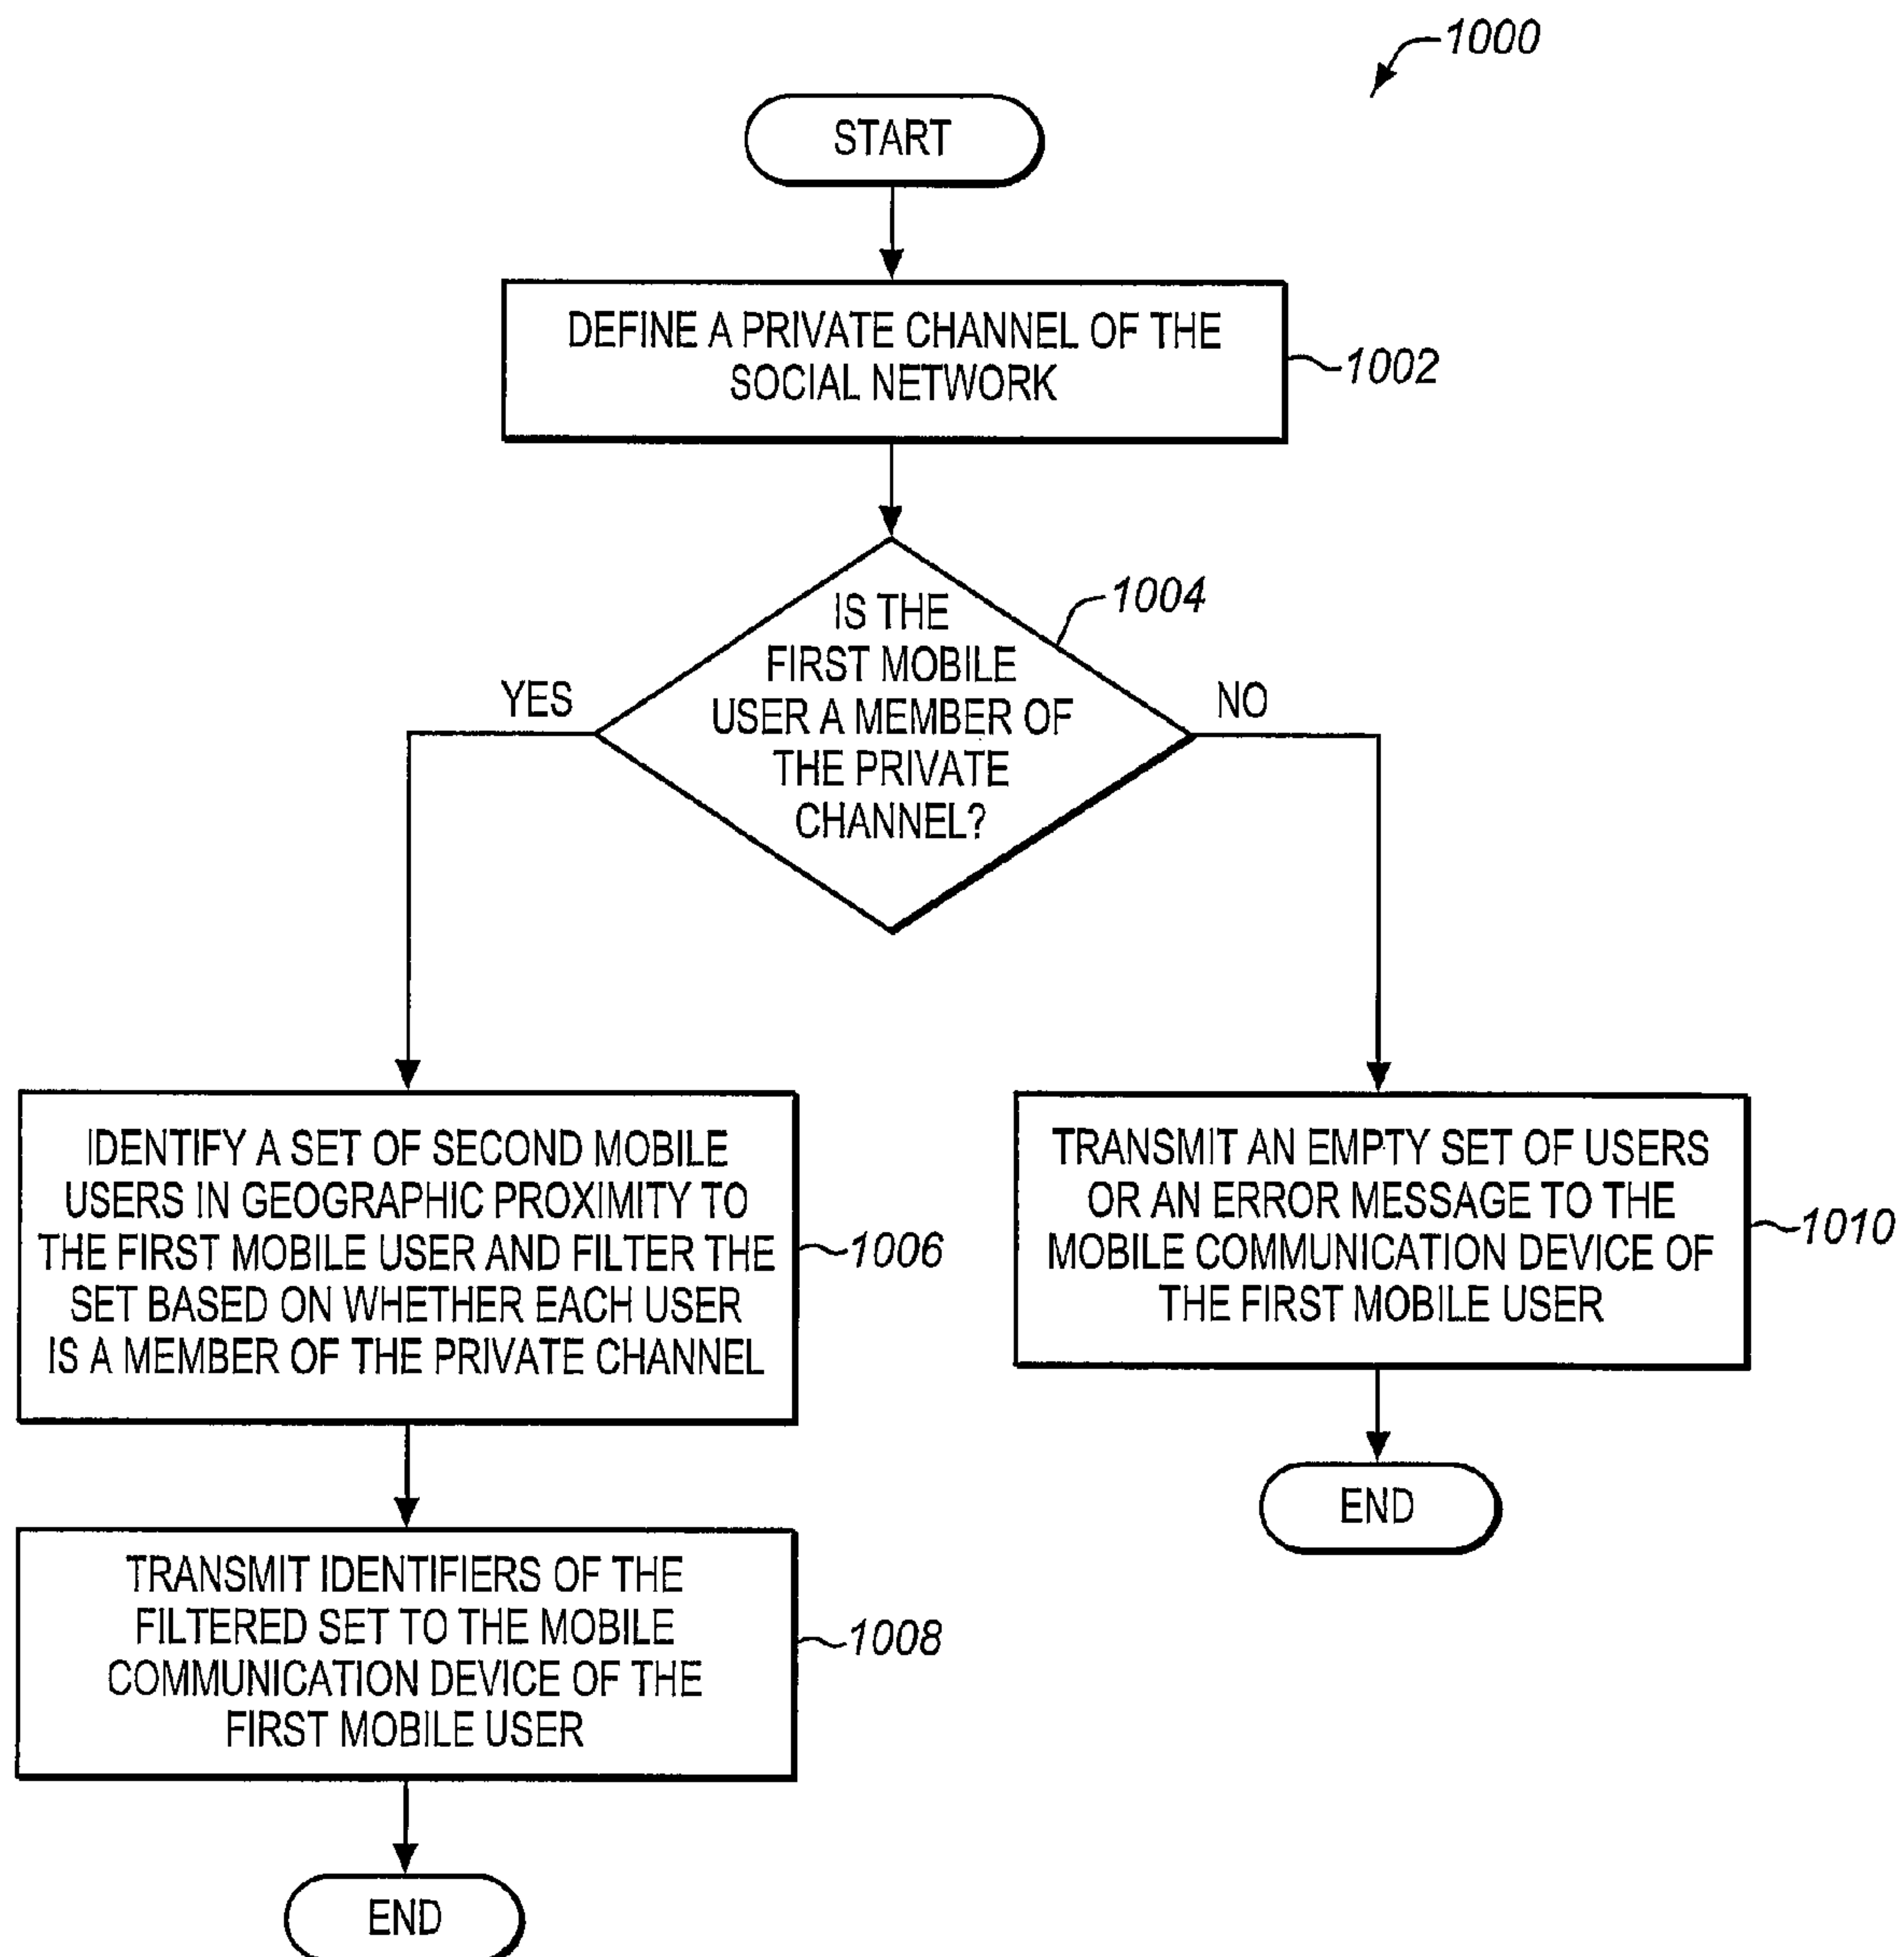 1000
START
DEFINE A PRIVATE CHANNEL OF THE
SOCIAL NETWORK
1002
IS THE
FIRST MOBILE
USER A MEMBER OF
THE PRIVATE
CHANNEL?
1004
YES
NO
IDENTIFY A SET OF SECOND MOBILE
USERS IN GEOGRAPHIC PROXIMITY TO
THE FIRST MOBILE USER AND FILTER THE
SET BASED ON WHETHER EACH USER
IS A MEMBER OF THE PRIVATE CHANNEL
1006
TRANSMIT AN EMPTY SET OF USERS
OR AN ERROR MESSAGE TO THE
MOBILE COMMUNICATION DEVICE OF
THE FIRST MOBILE USER
1010
END
TRANSMIT IDENTIFIERS OF THE
FILTERED SET TO THE MOBILE
COMMUNICATION DEVICE OF THE
FIRST MOBILE USER
1008
END